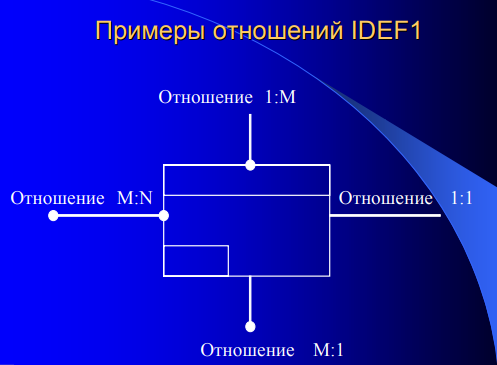 Примеры отношений IDEF1
Отношение 1:М
Отношение М:N
Отношение 1:1
Отношение М:1